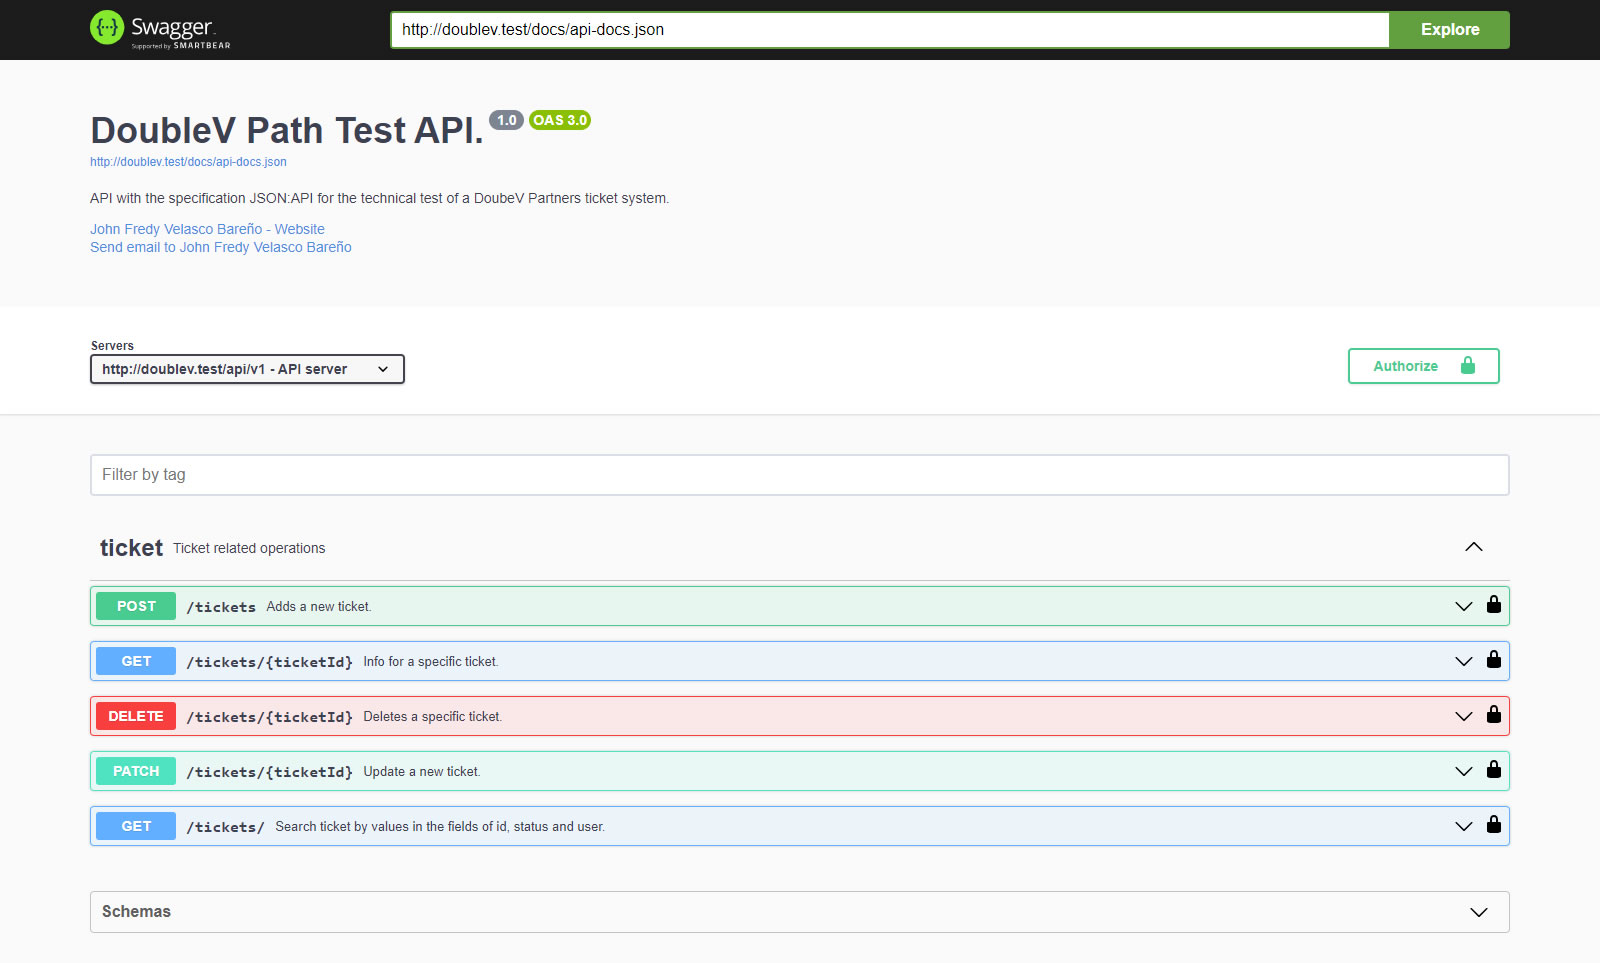 Swagger.
Supported by SMARTBEAR
http://doublev.test/docs/api-docs.json
Explore
DoubleV Path Test API. 1.0 OAS 3.0
http://doublev.test/docs/api-docs.json
API with the specification JSON:API for the technical test of a DoubeV Partners ticket system.
John Fredy Velasco Bareño - Website
Send email to John Fredy Velasco Bareño
Servers
http://doublev.test/api/v1 - API server
Authorize
Filter by tag
ticket Ticket related operations
POST /tickets Adds a new ticket.
GET /tickets/{ticketId} Info for a specific ticket.
DELETE /tickets/{ticketId} Deletes a specific ticket.
PATCH /tickets/{ticketId} Update a new ticket.
GET /tickets/ Search ticket by values in the fields of id, status and user.
Schemas